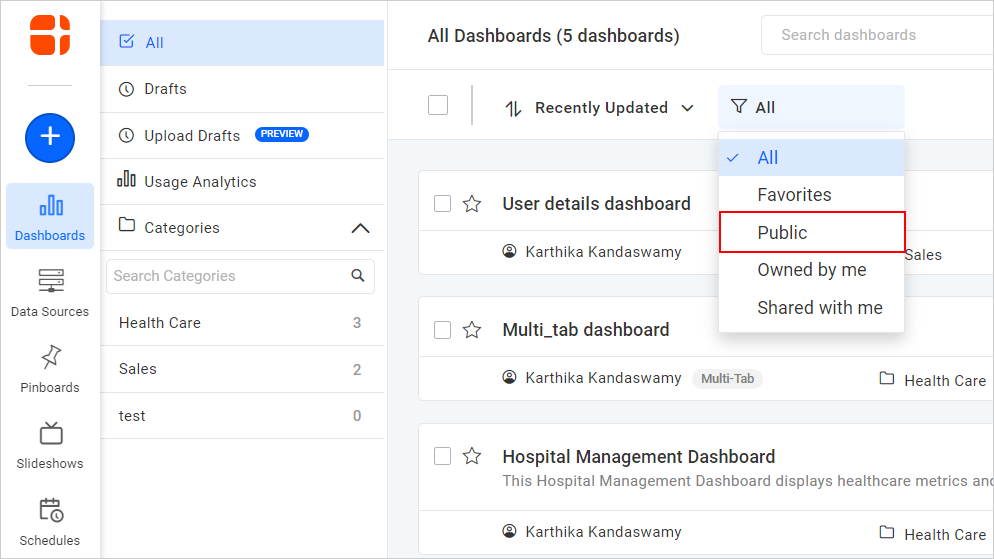 Dashboards
Data Sources
Pinboards
Slideshows
Schedules
All
Drafts
Upload Drafts PREVIEW
Usage Analytics
Categories
Search Categories
Health Care 3
Sales 2
test 0
All Dashboards (5 dashboards)
Search dashboards
Recently Updated
All
All
Favorites
Public
Owned by me
Shared with me
User details dashboard
Karthika Kandaswamy
Sales
Multi_tab dashboard
Karthika Kandaswamy Multi-Tab
Health Care
Hospital Management Dashboard
This Hospital Management Dashboard displays healthcare metrics and
Karthika Kandaswamy
Health Care